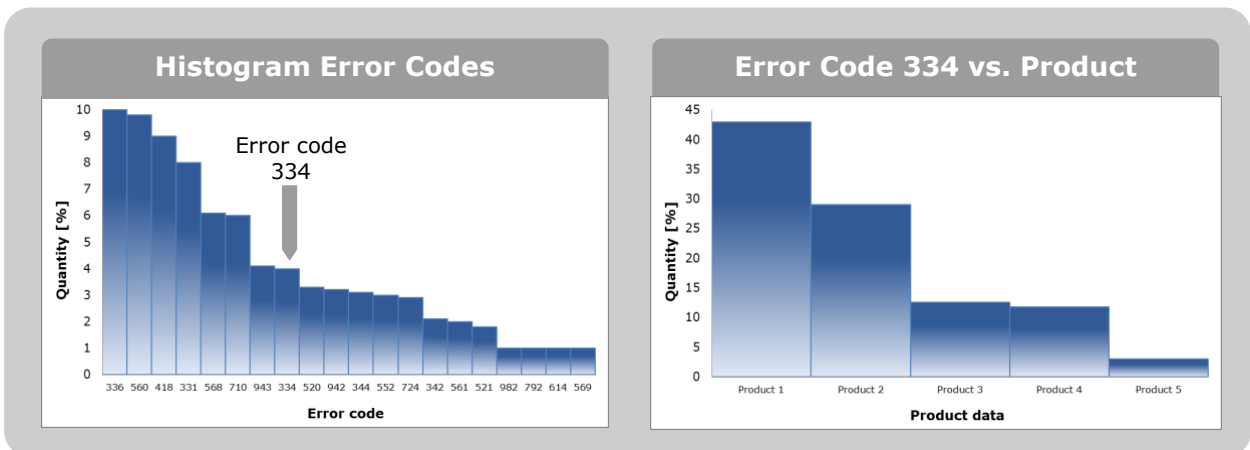 Histogram Error Codes
Quantity [%]
10
9
8
7
6
5
4
3
2
1
0
Error code
334
336 560 418 331 568 710 943 334 520 942 344 552 724 342 561 521 982 792 614 569
Error code
Error Code 334 vs. Product
Quantity [%]
45
40
35
30
25
20
15
10
5
0
Product 1 Product 2 Product 3 Product 4 Product 5
Product data